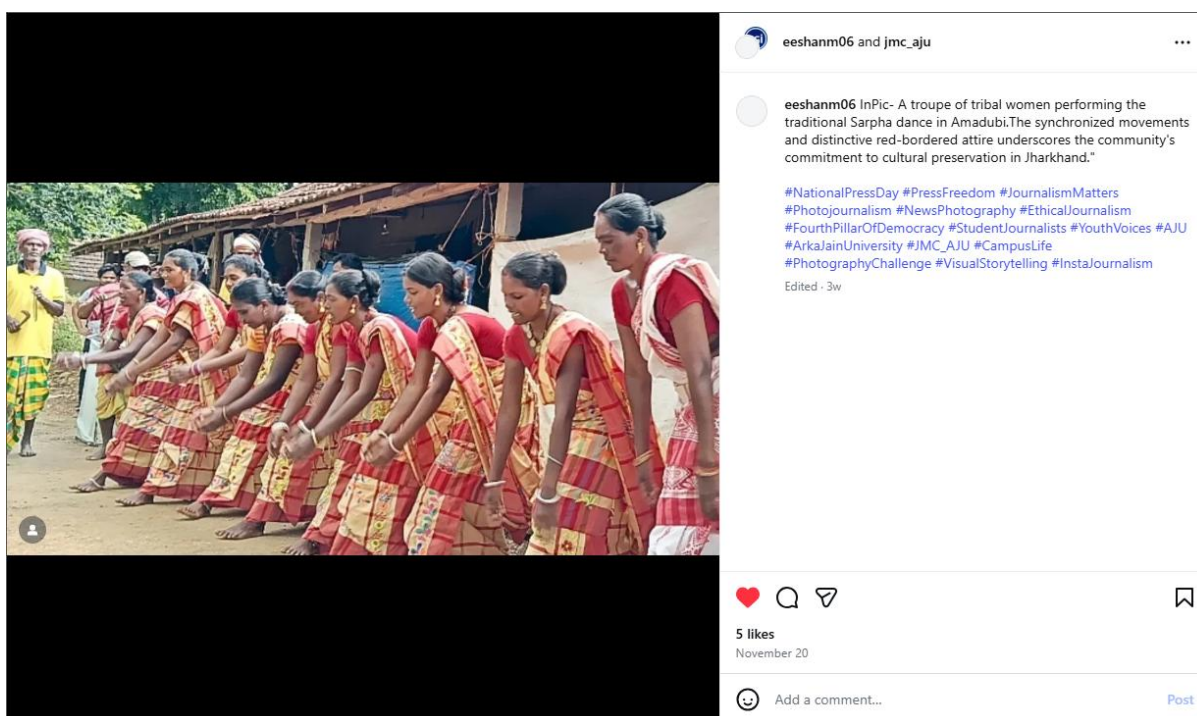 eeshanm06 and jmc_aju
eeshanm06 InPic- A troupe of tribal women performing the
traditional Sarpha dance in Amadubi.The synchronized movements
and distinctive red-bordered attire underscores the community's
commitment to cultural preservation in Jharkhand."
#NationalPressDay #PressFreedom #JournalismMatters
#Photojournalism #NewsPhotography #EthicalJournalism
#FourthPillarOfDemocracy #StudentJournalists #YouthVoices #AJU
#ArkaJainUniversity #JMC_AJU #CampusLife
#PhotographyChallenge #VisualStorytelling #InstaJournalism
Edited · 3w
5 likes
November 20
Add a comment...
Post